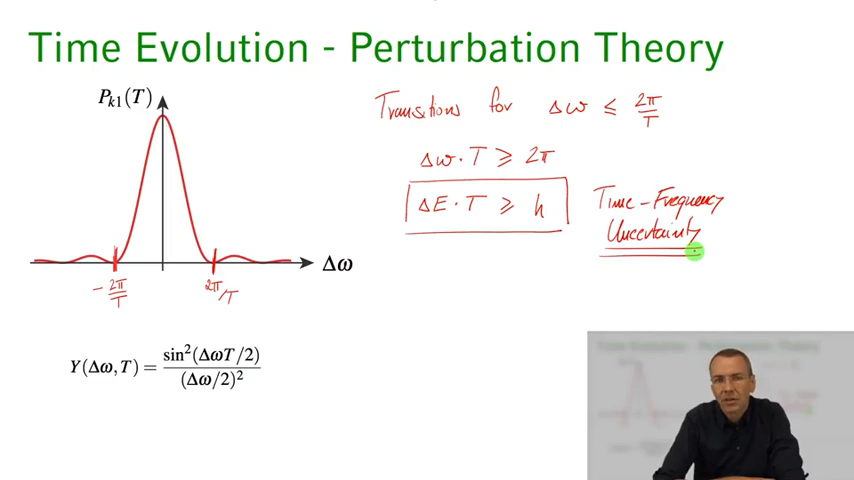 Time Evolution - Perturbation Theory
P_{k1}(T)
Transitions for Δω ≤ 2π/T
Δω · T ≥ 2π
ΔE · T ≥ h
Time-Frequency
Uncertainty
Δω
-2π/T
2π/T
Y(Δω, T) = sin²(ΔωT/2)/(Δω/2)²